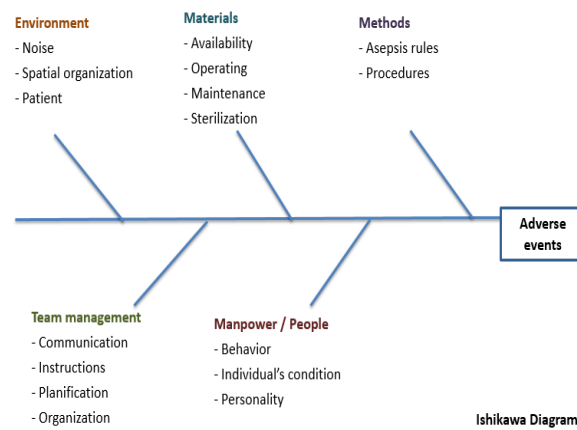 Environment
- Noise
- Spatial organization
- Patient
Materials
- Availability
- Operating
- Maintenance
- Sterilization
Methods
- Asepsis rules
- Procedures
Adverse
events
Team management
- Communication
- Instructions
- Planification
- Organization
Manpower / People
- Behavior
- Individual's condition
- Personality
Ishikawa Diagram